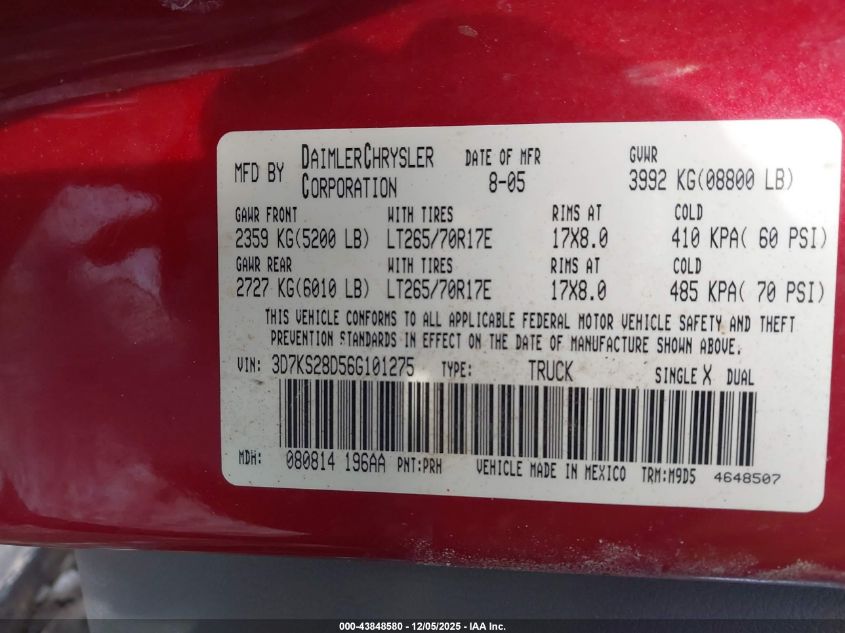 MFD BY DAIMLERCHRYSLER CORPORATION DATE OF MFR 8-05 GVWR 3992 KG(08800 LB)
GAWR FRONT WITH TIRES RIMS AT COLD
2359 KG(5200 LB) LT265/70R17E 17X8.0 410 KPA( 60 PSI)
GAWR REAR WITH TIRES RIMS AT COLD
2727 KG(6010 LB) LT265/70R17E 17X8.0 485 KPA( 70 PSI)
THIS VEHICLE CONFORMS TO ALL APPLICABLE FEDERAL MOTOR VEHICLE SAFETY AND THEFT
PREVENTION STANDARDS IN EFFECT ON THE DATE OF MANUFACTURE SHOWN ABOVE.
VIN: 3D7KS28D56G101275 TYPE: TRUCK SINGLE X DUAL
MDH: 080814 196AA PNT:PRH VEHICLE MADE IN MEXICO TRM:M9D5 4648507
000-43848580 - 12/05/2025 - IAA Inc.